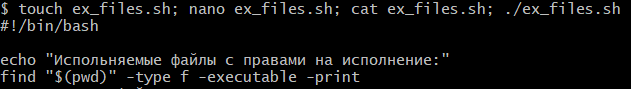 $ touch ex_files.sh; nano ex_files.sh; cat ex_files.sh; ./ex_files.sh
#!/bin/bash
echo "Испольняемые файлы с правами на исполнение:"
find "$(pwd)" -type f -executable -print